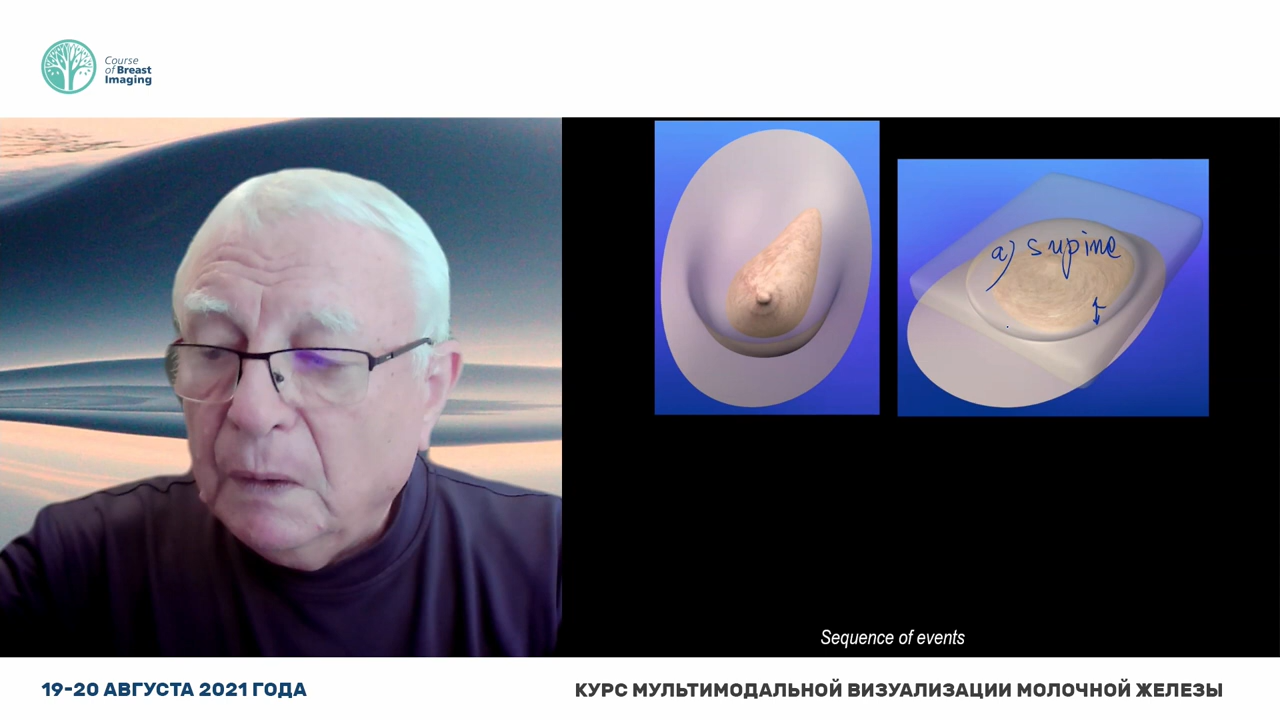 Course
of Breast
Imaging
a) supine
Sequence of events
19-20 АВГУСТА 2021 ГОДА
КУРС МУЛЬТИМОДАЛЬНОЙ ВИЗУАЛИЗАЦИИ МОЛОЧНОЙ ЖЕЛЕЗЫ